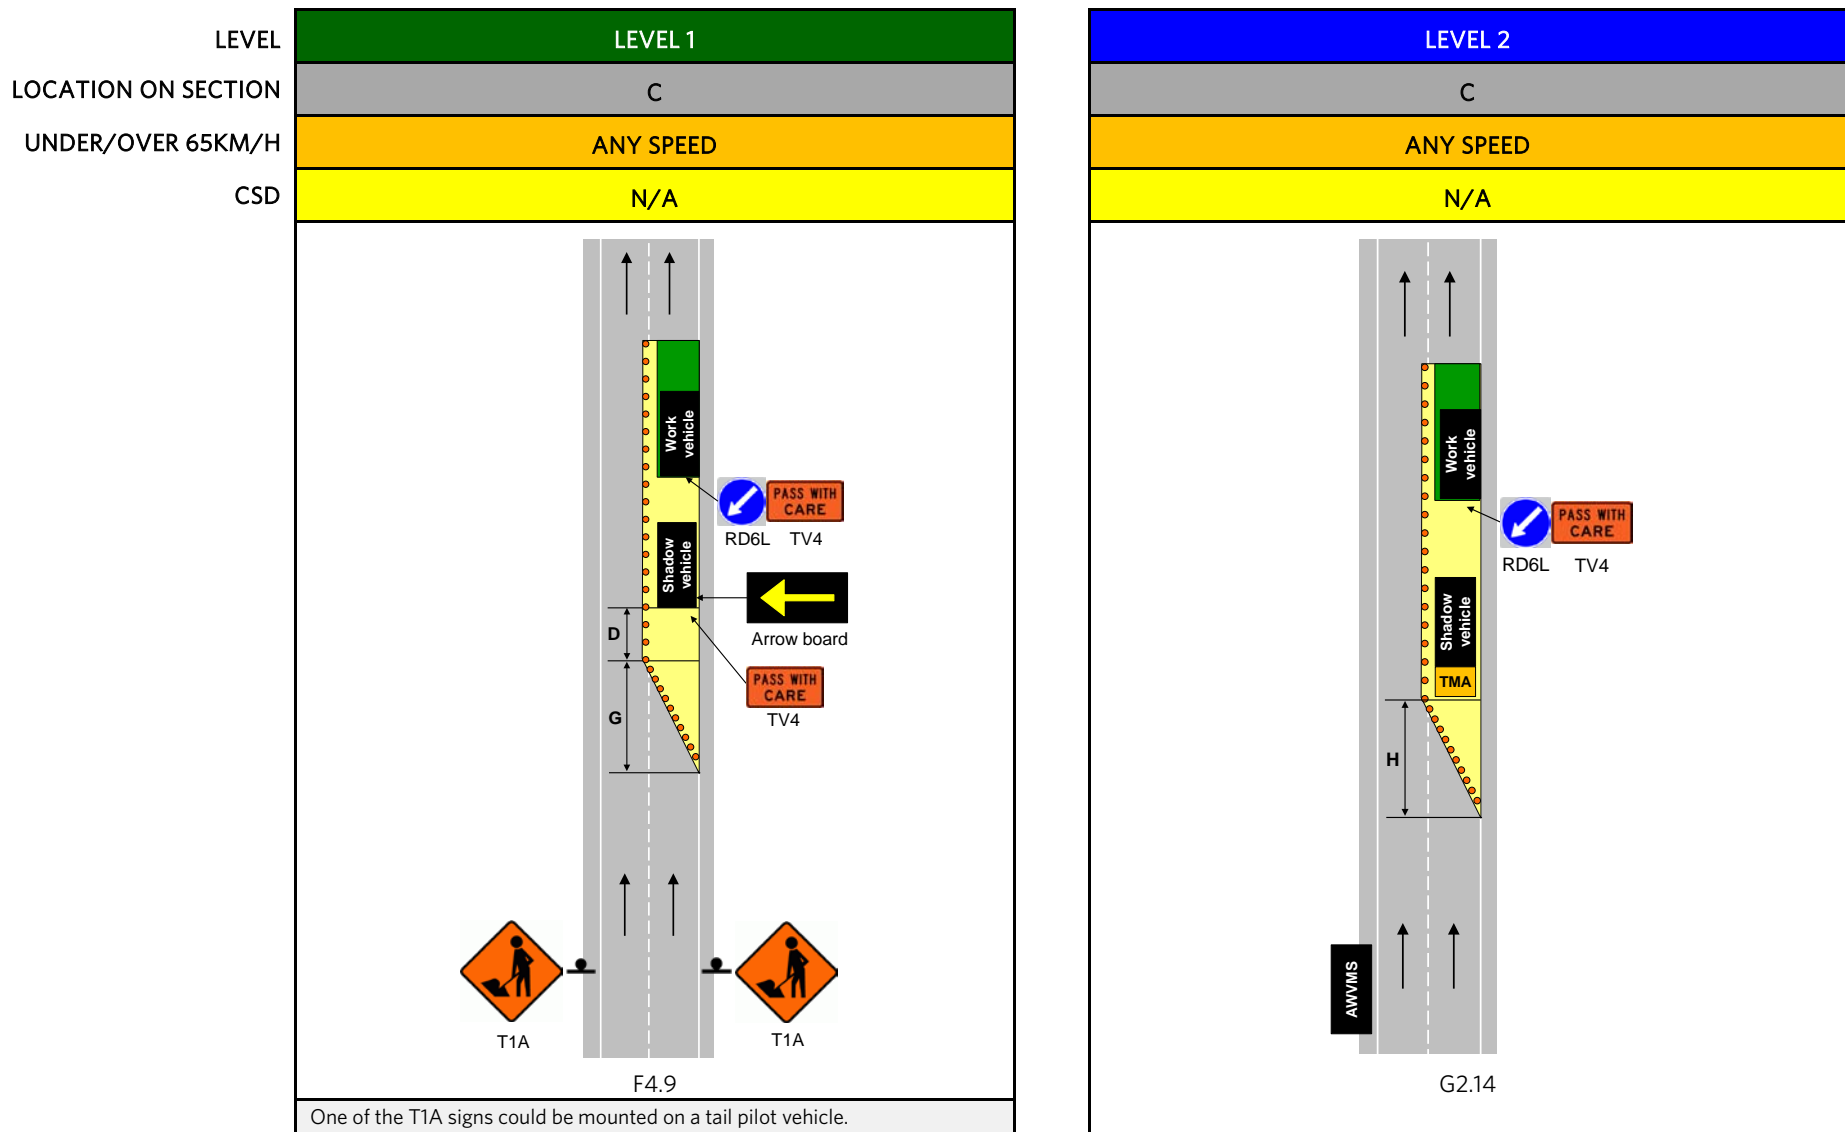 LEVEL
LEVEL 1
LEVEL 2
LOCATION ON SECTION
C
C
UNDER/OVER 65KM/H
ANY SPEED
ANY SPEED
CSD
N/A
N/A
Work
vehicle
PASS WITH
CARE
RD6L
TV4
Shadow
vehicle
Arrow board
D
PASS WITH
CARE
TV4
G
T1A
T1A
F4.9
One of the T1A signs could be mounted on a tail pilot vehicle.
Work
vehicle
PASS WITH
CARE
RD6L
TV4
Shadow
vehicle
TMA
H
AWVMS
G2.14